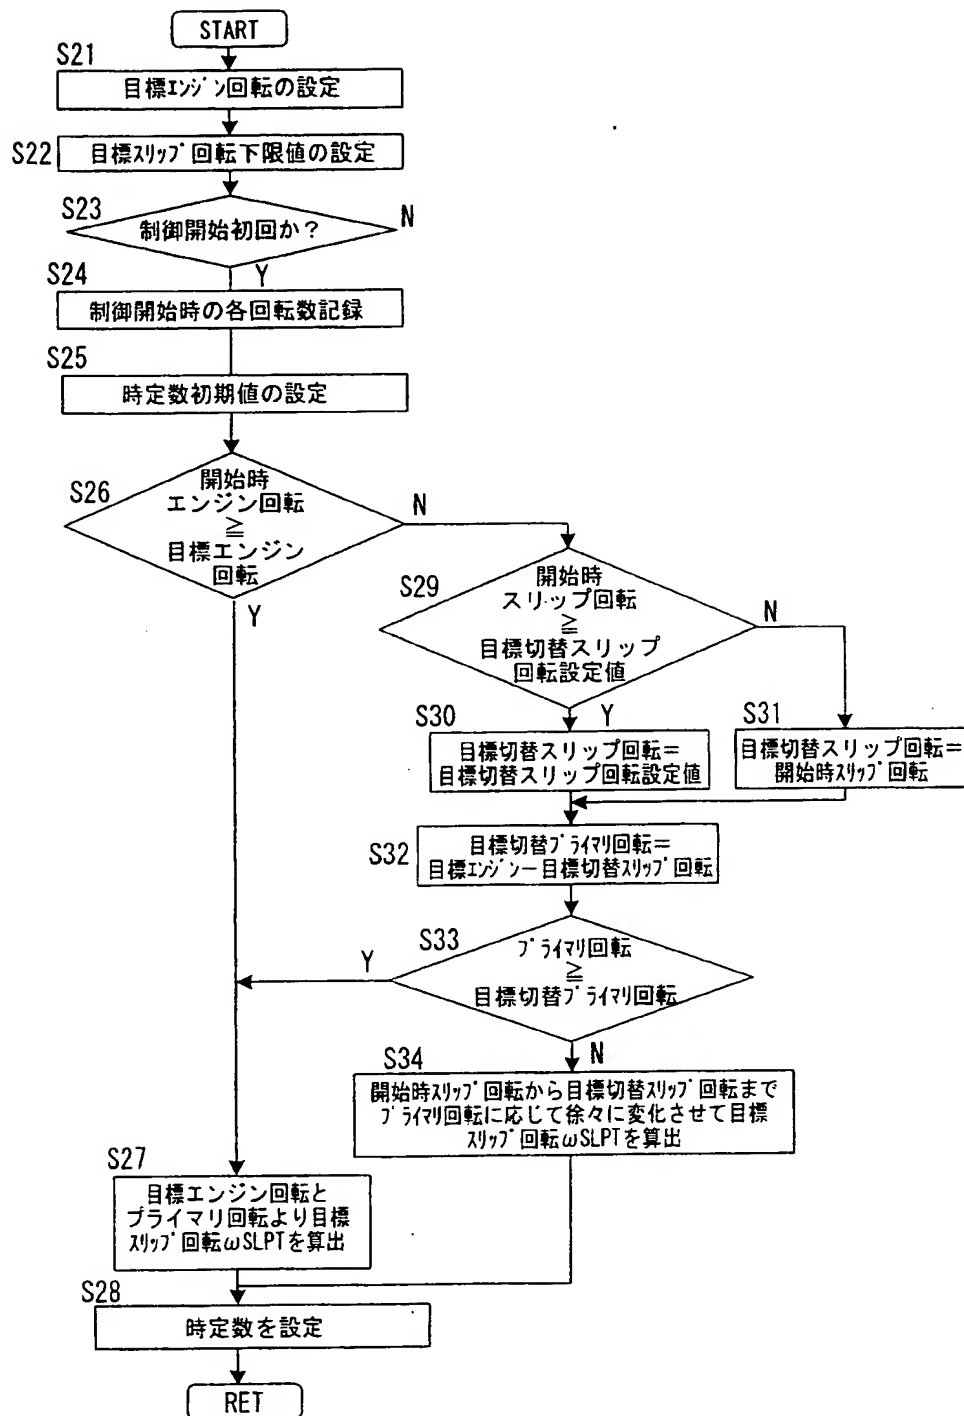 START
S21
目標ｴﾝｼﾞﾝ回転の設定
S22
目標ｽﾘｯﾌﾟ回転下限値の設定
S23
制御開始初回か？
N
Y
S24
制御開始時の各回転数記録
S25
時定数初期値の設定
S26
開始時
エンジン回転
≧
目標エンジン
回転
N
Y
S29
開始時
スリップ回転
≧
目標切替スリップ
回転設定値
N
Y
S30
目標切替スリップ回転＝
目標切替スリップ回転設定値
S31
目標切替スリップ回転＝
開始時ｽﾘｯﾌﾟ回転
S32
目標切替ﾌﾟﾗｲﾏﾘ回転＝
目標ｴﾝｼﾞﾝー目標切替ｽﾘｯﾌﾟ回転
S33
ﾌﾟﾗｲﾏﾘ回転
≧
目標切替ﾌﾟﾗｲﾏﾘ回転
Y
N
S34
開始時ｽﾘｯﾌﾟ回転から目標切替スリップ回転まで
ﾌﾟﾗｲﾏﾘ回転に応じて徐々に変化させて目標
ｽﾘｯﾌﾟ回転ωSLPTを算出
S27
目標エンジン回転と
プライマリ回転より目標
ｽﾘｯﾌﾟ回転ωSLPTを算出
S28
時定数を設定
RET